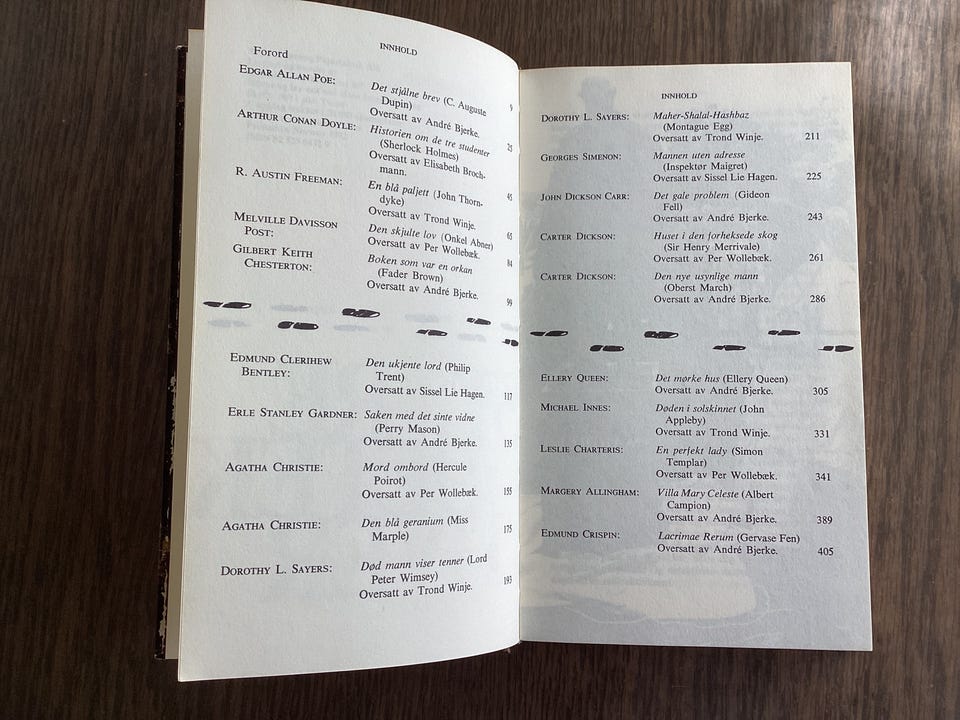 INNHOLD
Forord
EDGAR ALLAN POE: Det stjålne brev (C. Auguste
Dupin) 9
Oversatt av André Bjerke.
ARTHUR CONAN DOYLE: Historien om de tre studenter
(Sherlock Holmes) 25
Oversatt av Elisabeth Broch-
mann.
R. AUSTIN FREEMAN: En blå paljett (John Thorn-
dyke) 45
Oversatt av Trond Winje.
MELVILLE DAVISSON Den skjulte lov (Onkel Abner)
POST: Oversatt av Per Wollebæk. 65
GILBERT KEITH Boken som var en orkan 84
CHESTERTON: (Fader Brown)
Oversatt av André Bjerke. 99
EDMUND CLERIHEW Den ukjente lord (Philip
BENTLEY: Trent)
Oversatt av Sissel Lie Hagen. 117
ERLE STANLEY GARDNER: Saken med det sinte vidne
(Perry Mason)
Oversatt av André Bjerke. 135
AGATHA CHRISTIE: Mord ombord (Hercule
Poirot)
Oversatt av Per Wollebæk. 155
AGATHA CHRISTIE: Den blå geranium (Miss
Marple) 175
DOROTHY L. SAYERS: Død mann viser tenner (Lord
Peter Wimsey)
Oversatt av Trond Winje. 193
INNHOLD
DOROTHY L. SAYERS: Maher-Shalal-Hashbaz
(Montague Egg)
Oversatt av Trond Winje. 211
GEORGES SIMENON: Mannen uten adresse
(Inspektør Maigret)
Oversatt av Sissel Lie Hagen. 225
JOHN DICKSON CARR: Det gale problem (Gideon
Fell)
Oversatt av André Bjerke. 243
CARTER DICKSON: Huset i den forheksede skog
(Sir Henry Merrivale)
Oversatt av Per Wollebæk. 261
CARTER DICKSON: Den nye usynlige mann
(Oberst March)
Oversatt av André Bjerke. 286
ELLERY QUEEN: Det mørke hus (Ellery Queen)
Oversatt av André Bjerke. 305
MICHAEL INNES: Døden i solskinnet (John
Appleby)
Oversatt av Trond Winje. 331
LESLIE CHARTERIS: En perfekt lady (Simon
Templar)
Oversatt av Per Wollebæk. 341
MARGERY ALLINGHAM: Villa Mary Celeste (Albert
Campion)
Oversatt av André Bjerke. 389
EDMUND CRISPIN: Lacrimae Rerum (Gervase Fen)
Oversatt av André Bjerke. 405